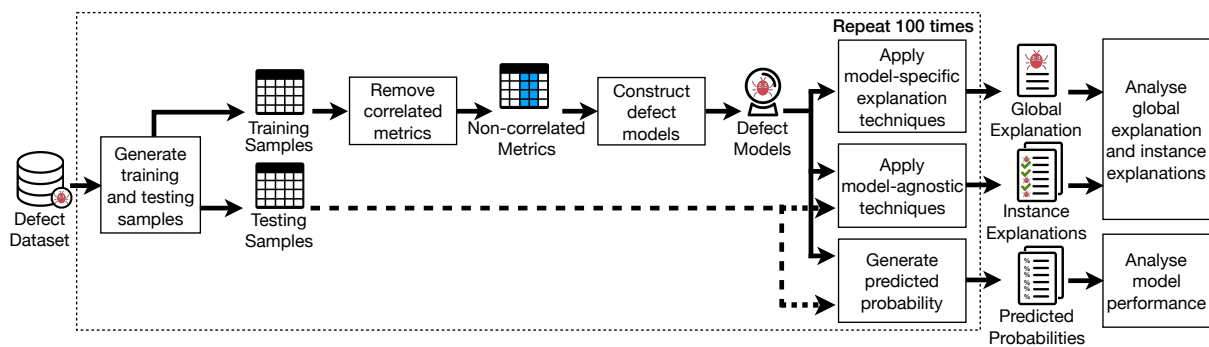 Repeat 100 times
Defect
Dataset
Generate
training
and testing
samples
Training
Samples
Testing
Samples
Remove
correlated
metrics
Non-correlated
Metrics
Construct
defect
models
Defect
Models
Apply
model-specific
explanation
techniques
Apply
model-agnostic
techniques
Generate
predicted
probability
Global
Explanation
Instance
Explanations
%
%
%
%
%
%
Predicted
Probabilities
Analyse
global
explanation
and instance
explanations
Analyse
model
performance